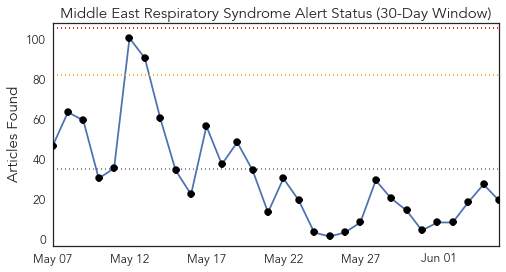 Middle East Respiratory Syndrome Alert Status (30-Day Window)
Articles Found
100
80
60
40
20
0
May 07 May 12 May 17 May 22 May 27 Jun 01